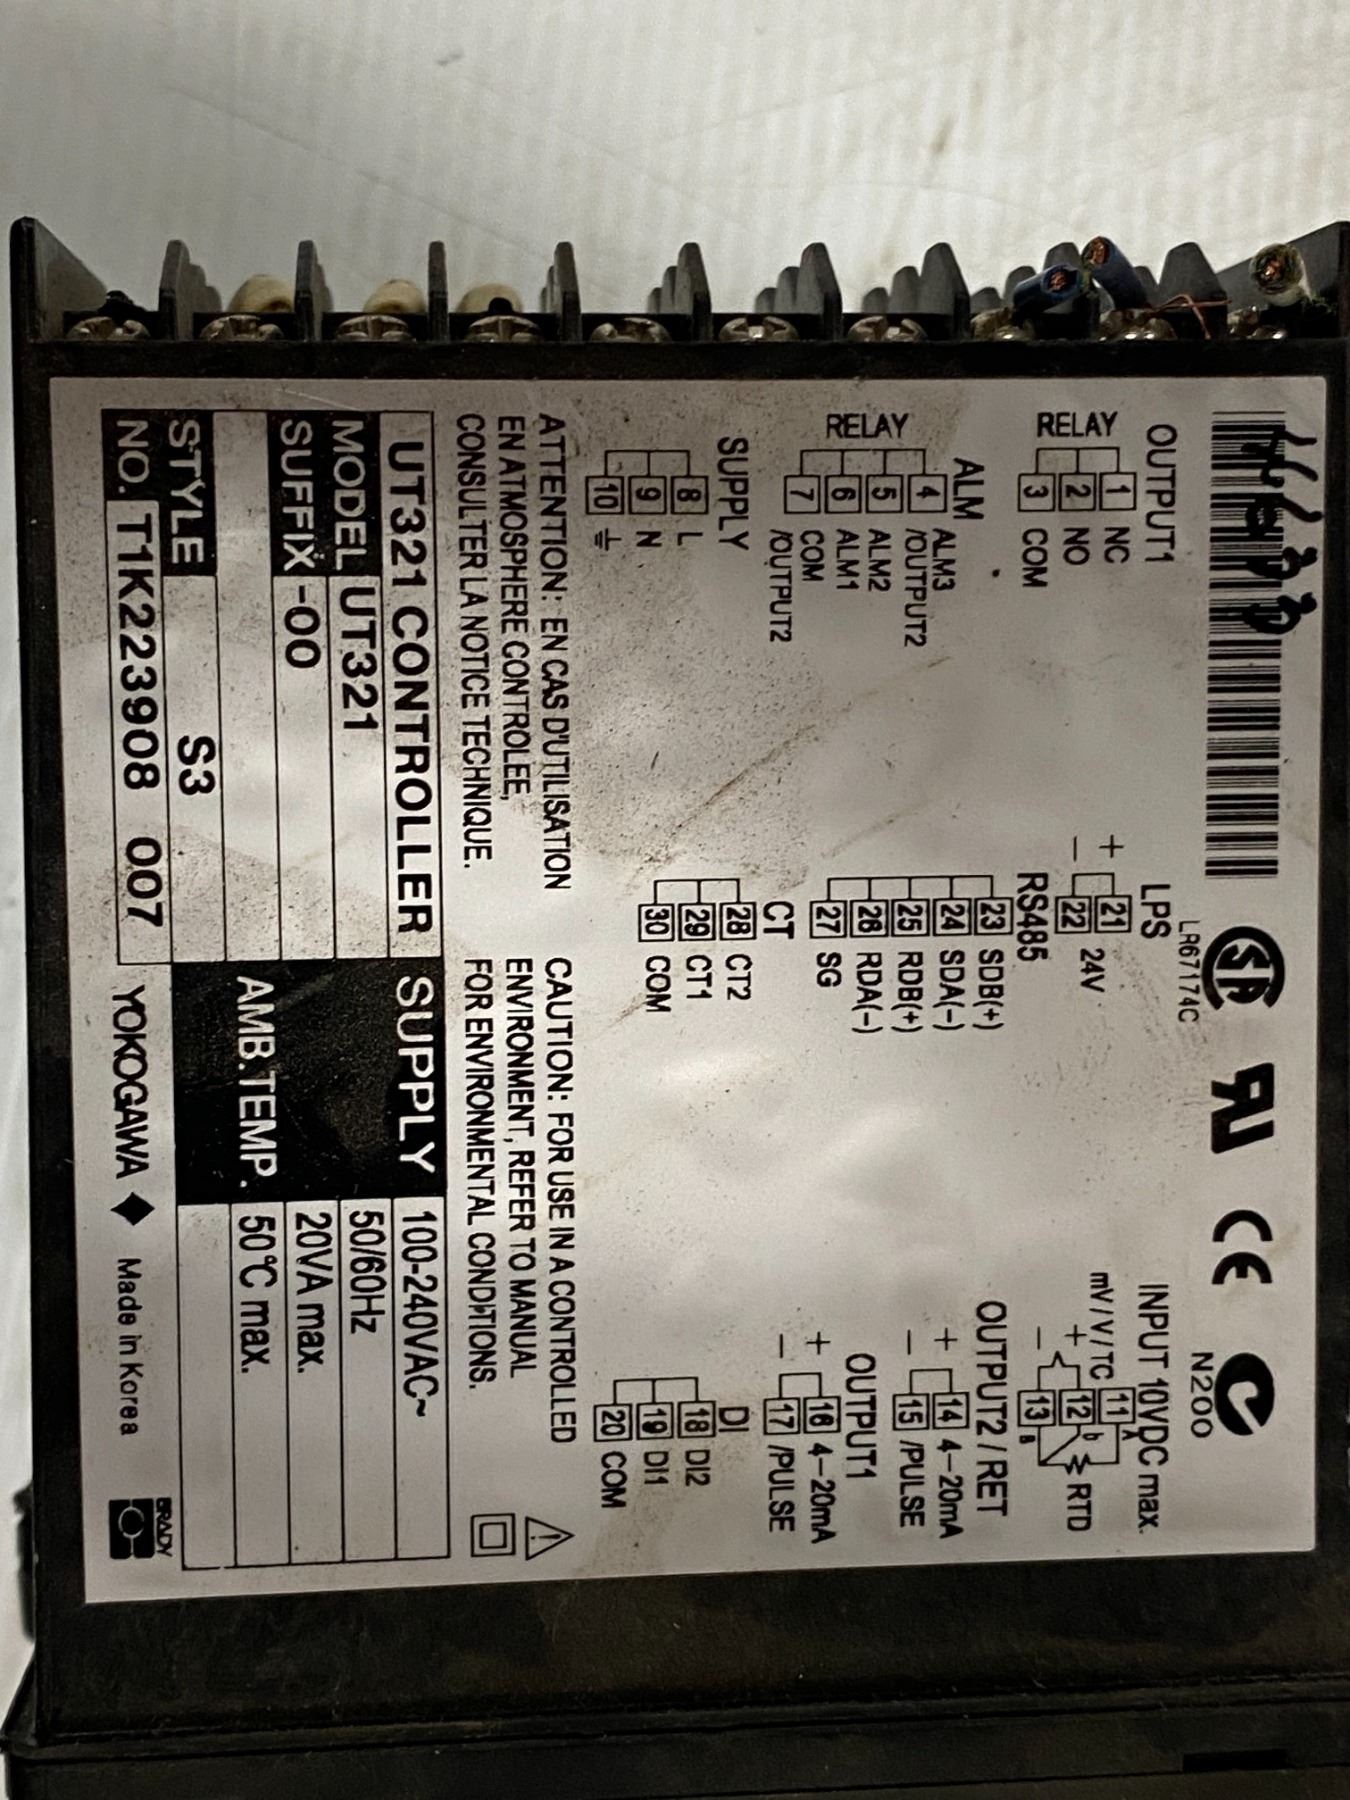 LR67174C
N200
OUTPUT1
RELAY
1 NC
2 NO
3 COM
ALM
RELAY
4 ALM3
/OUTPUT2
5 ALM2
6 ALM1
7 COM
/OUTPUT2
SUPPLY
8 L
9 N
10
LPS
+ 21 24V
− 22
RS485
23 SDB(+)
24 SDA(−)
25 RDB(+)
26 RDA(−)
27 SG
CT
28 CT2
29 CT1
30 COM
INPUT 10VDC max.
mV/V/TC 11 A
+ 12 b RTD
− 13 B
OUTPUT2 / RET
+ 14 4−20mA
− 15 /PULSE
OUTPUT1
+ 16 4−20mA
− 17 /PULSE
DI
18 DI2
19 DI1
20 COM
ATTENTION: EN CAS D'UTILISATION
EN ATMOSPHERE CONTROLEE,
CONSULTER LA NOTICE TECHNIQUE.
CAUTION: FOR USE IN A CONTROLLED
ENVIRONMENT, REFER TO MANUAL
FOR ENVIRONMENTAL CONDITIONS.
UT321 CONTROLLER
MODEL UT321
SUFFIX -00
STYLE S3
NO. T1K223908 007
SUPPLY 100-240VAC~
50/60Hz
20VA max.
AMB.TEMP. 50°C max.
YOKOGAWA Made in Korea
BRADY